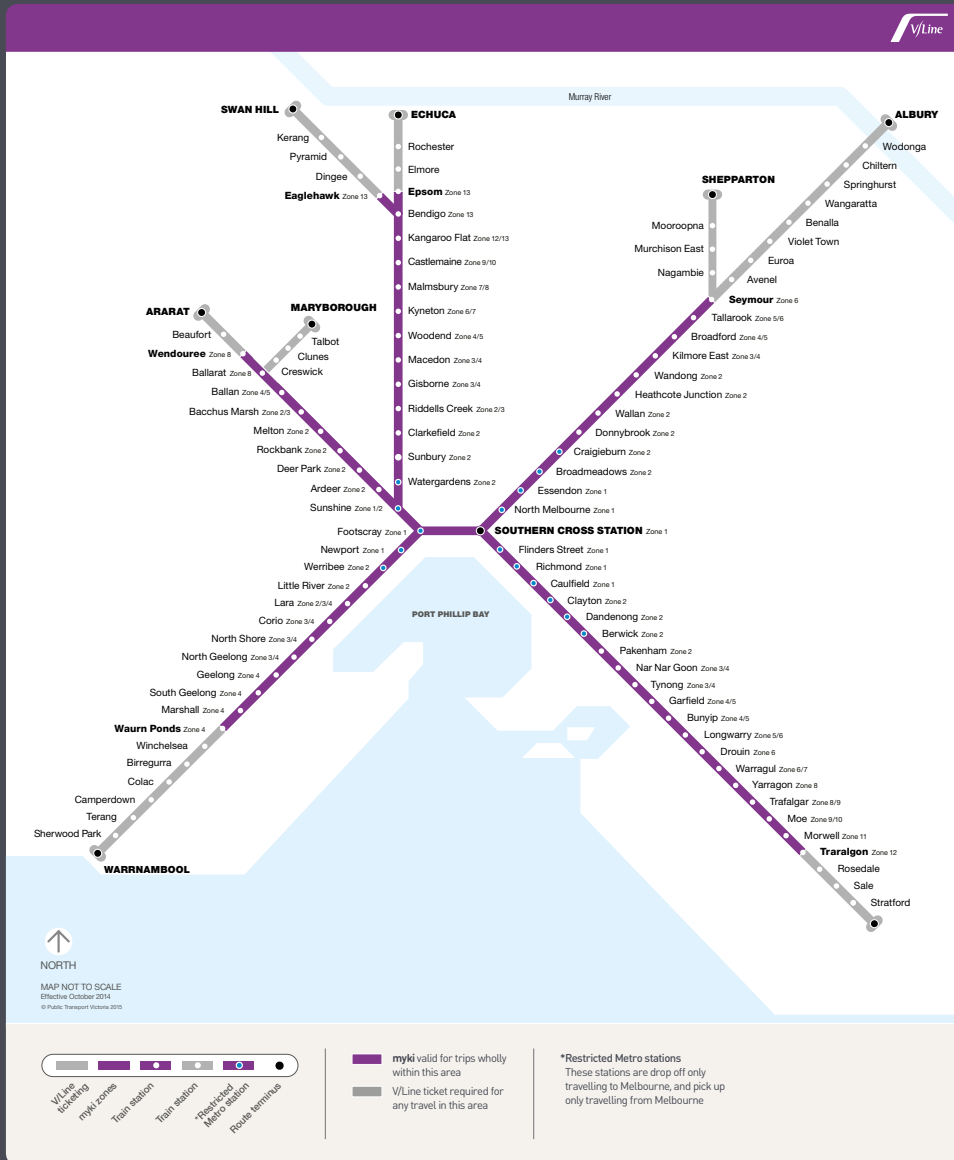 V/Line
Murray River
SWAN HILL
Kerang
Pyramid
Dingee
Eaglehawk Zone 13
ECHUCA
Rochester
Elmore
Epsom Zone 13
Bendigo Zone 13
Kangaroo Flat Zone 12/13
Castlemaine Zone 9/10
Malmsbury Zone 7/8
Kyneton Zone 6/7
Woodend Zone 4/5
Macedon Zone 3/4
Gisborne Zone 3/4
Riddells Creek Zone 2/3
Clarkefield Zone 2
Sunbury Zone 2
Watergardens Zone 2
ARARAT
Beaufort
Wendouree Zone 8
Ballarat Zone 8
Ballan Zone 4/5
Bacchus Marsh Zone 2/3
Melton Zone 2
Rockbank Zone 2
Deer Park Zone 2
Ardeer Zone 2
Sunshine Zone 1/2
MARYBOROUGH
Talbot
Clunes
Creswick
ALBURY
Wodonga
Chiltern
Springhurst
Wangaratta
Benalla
Violet Town
Euroa
Avenel
SHEPPARTON
Mooroopna
Murchison East
Nagambie
Seymour Zone 6
Tallarook Zone 5/6
Broadford Zone 4/5
Kilmore East Zone 3/4
Wandong Zone 2
Heathcote Junction Zone 2
Wallan Zone 2
Donnybrook Zone 2
Craigieburn Zone 2
Broadmeadows Zone 2
Essendon Zone 1
North Melbourne Zone 1
SOUTHERN CROSS STATION Zone 1
Footscray Zone 1
Newport Zone 1
Werribee Zone 2
Little River Zone 2
Lara Zone 2/3/4
Corio Zone 3/4
North Shore Zone 3/4
North Geelong Zone 3/4
Geelong Zone 4
South Geelong Zone 4
Marshall Zone 4
Waurn Ponds Zone 4
Winchelsea
Birregurra
Colac
Camperdown
Terang
Sherwood Park
WARRNAMBOOL
PORT PHILLIP BAY
Flinders Street Zone 1
Richmond Zone 1
Caulfield Zone 1
Clayton Zone 2
Dandenong Zone 2
Berwick Zone 2
Pakenham Zone 2
Nar Nar Goon Zone 3/4
Tynong Zone 3/4
Garfield Zone 4/5
Bunyip Zone 4/5
Longwarry Zone 5/6
Drouin Zone 6
Warragul Zone 6/7
Yarragon Zone 8
Trafalgar Zone 8/9
Moe Zone 9/10
Morwell Zone 11
Traralgon Zone 12
Rosedale
Sale
Stratford
NORTH
MAP NOT TO SCALE
Effective October 2014
© Public Transport Victoria 2015
V/Line
ticketing
myki zones
Train station
Train station
*Restricted
Metro station
Route terminus
myki valid for trips wholly
within this area
V/Line ticket required for
any travel in this area
*Restricted Metro stations
These stations are drop off only
travelling to Melbourne, and pick up
only travelling from Melbourne